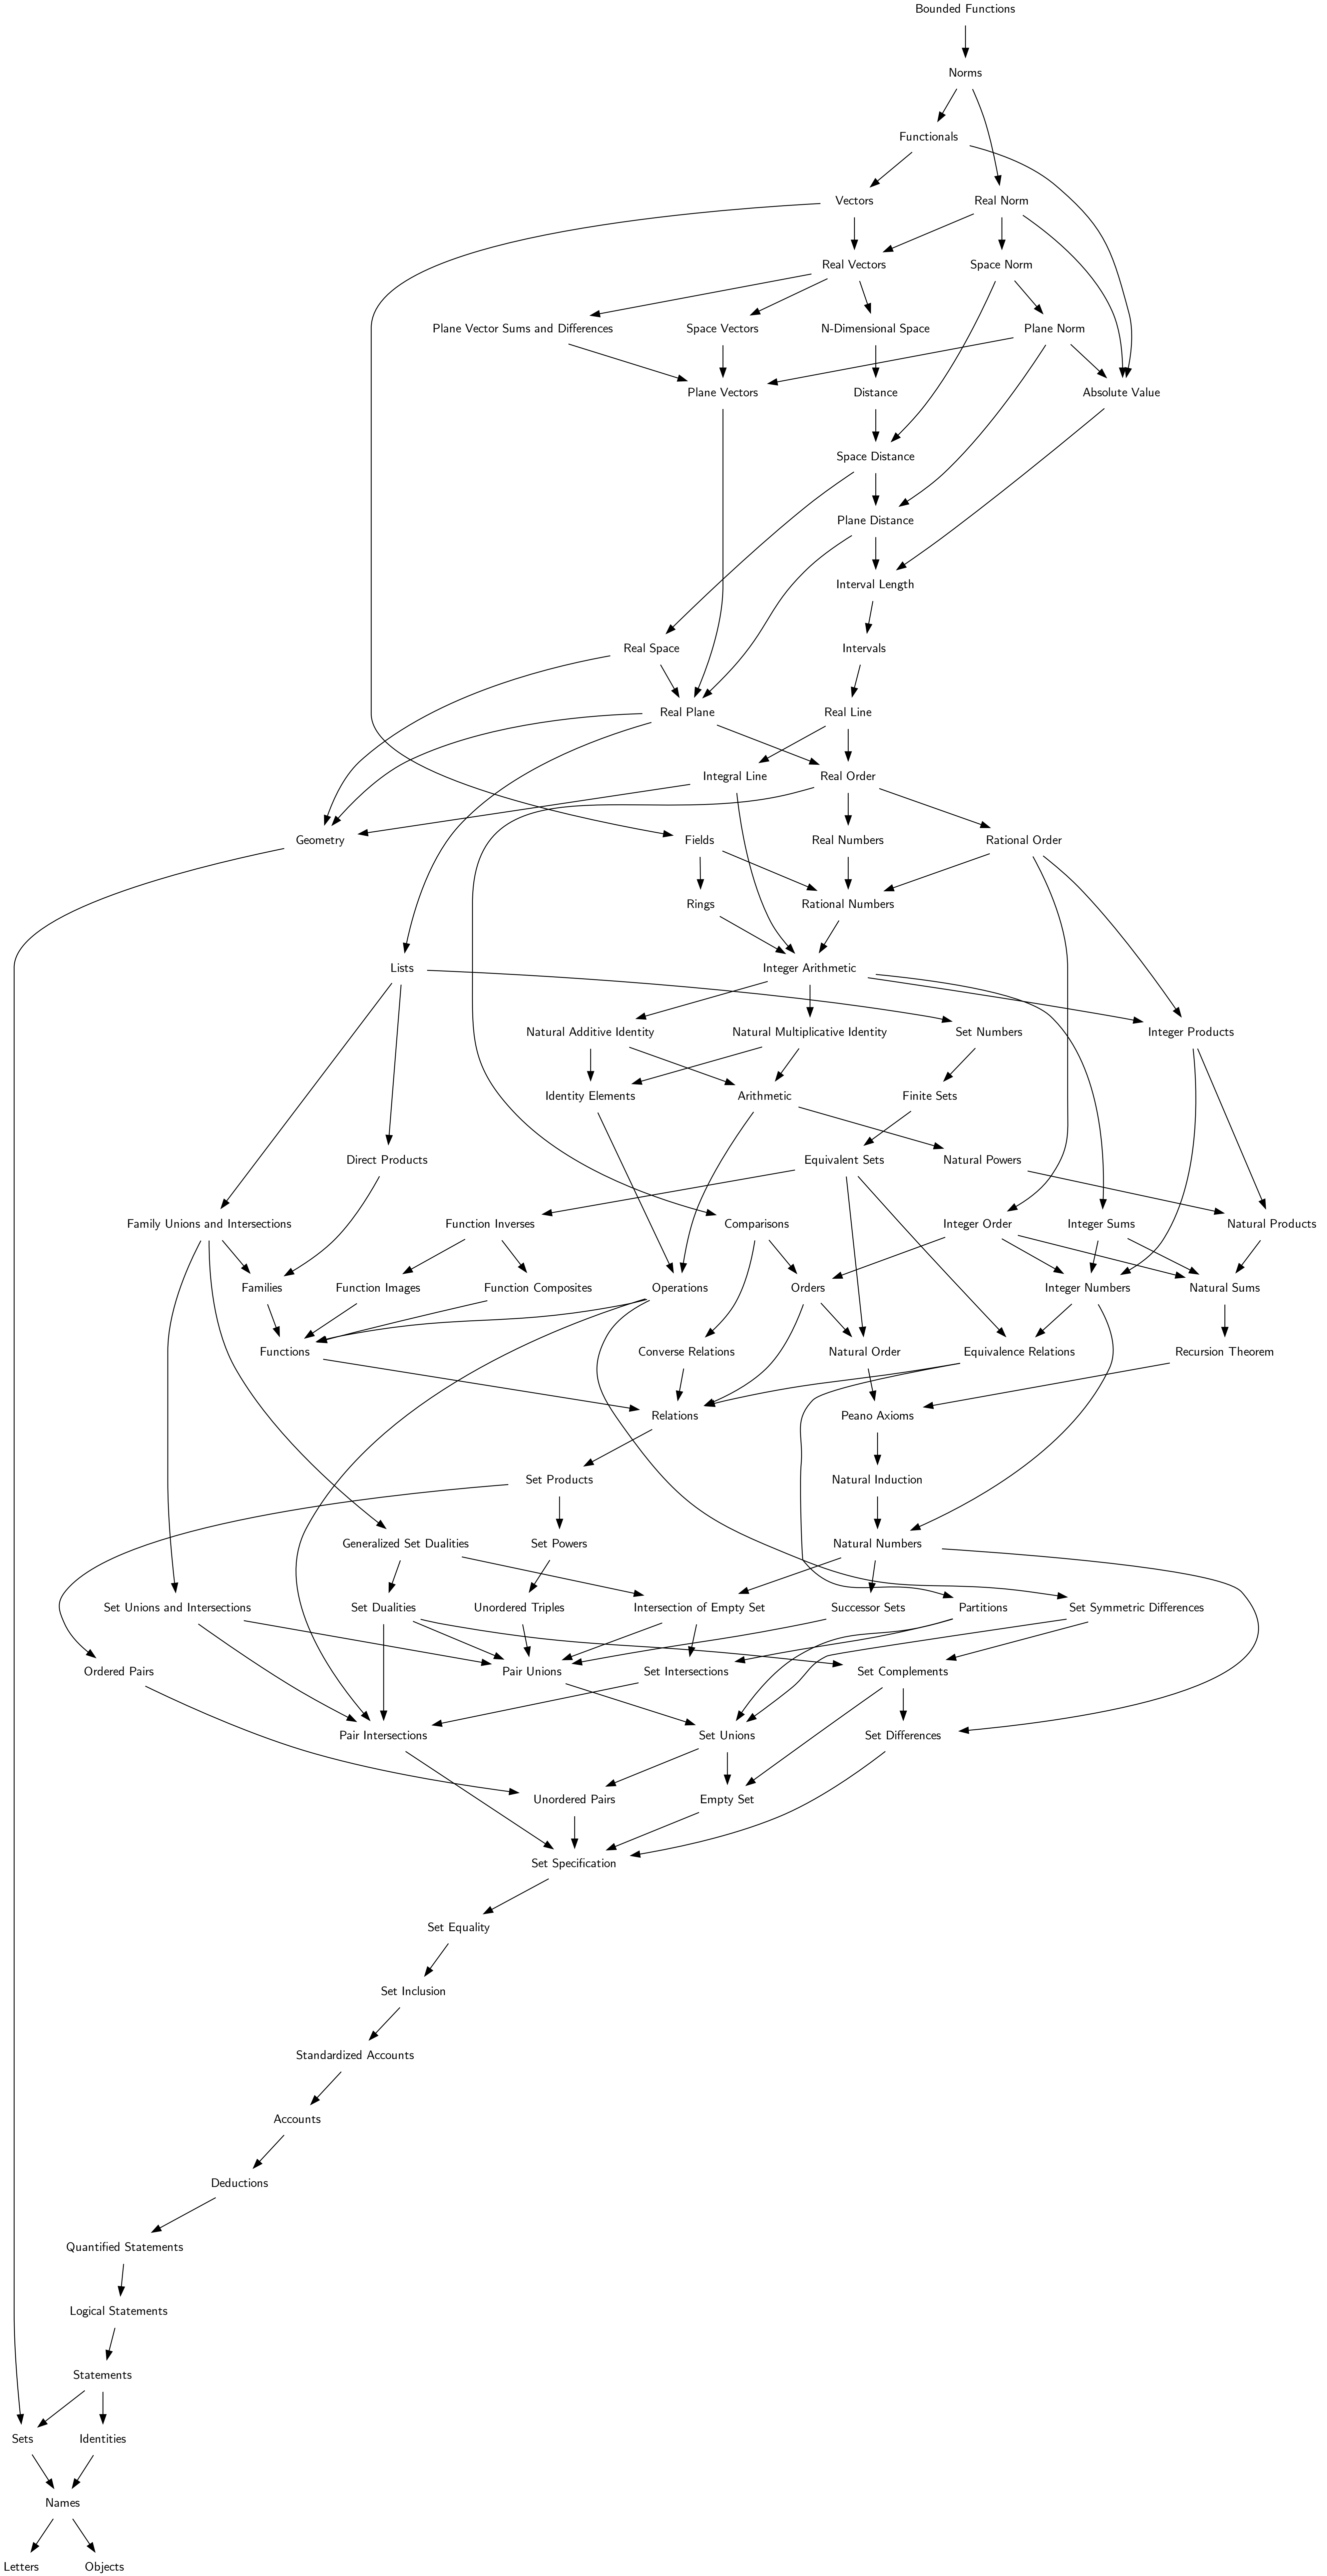 Bounded Functions
Norms
Functionals
Vectors
Real Norm
Real Vectors
Space Norm
Plane Vector Sums and Differences
Space Vectors
N-Dimensional Space
Plane Norm
Plane Vectors
Distance
Absolute Value
Space Distance
Plane Distance
Interval Length
Real Space
Intervals
Real Plane
Real Line
Integral Line
Real Order
Geometry
Fields
Real Numbers
Rational Order
Rings
Rational Numbers
Lists
Integer Arithmetic
Natural Additive Identity
Natural Multiplicative Identity
Set Numbers
Integer Products
Identity Elements
Arithmetic
Finite Sets
Direct Products
Equivalent Sets
Natural Powers
Family Unions and Intersections
Function Inverses
Comparisons
Integer Order
Integer Sums
Natural Products
Families
Function Images
Function Composites
Operations
Orders
Integer Numbers
Natural Sums
Functions
Converse Relations
Natural Order
Equivalence Relations
Recursion Theorem
Relations
Peano Axioms
Set Products
Natural Induction
Generalized Set Dualities
Set Powers
Natural Numbers
Set Unions and Intersections
Set Dualities
Unordered Triples
Intersection of Empty Set
Successor Sets
Partitions
Set Symmetric Differences
Ordered Pairs
Pair Unions
Set Intersections
Set Complements
Pair Intersections
Set Unions
Set Differences
Unordered Pairs
Empty Set
Set Specification
Set Equality
Set Inclusion
Standardized Accounts
Accounts
Deductions
Quantified Statements
Logical Statements
Statements
Sets
Identities
Names
Letters
Objects